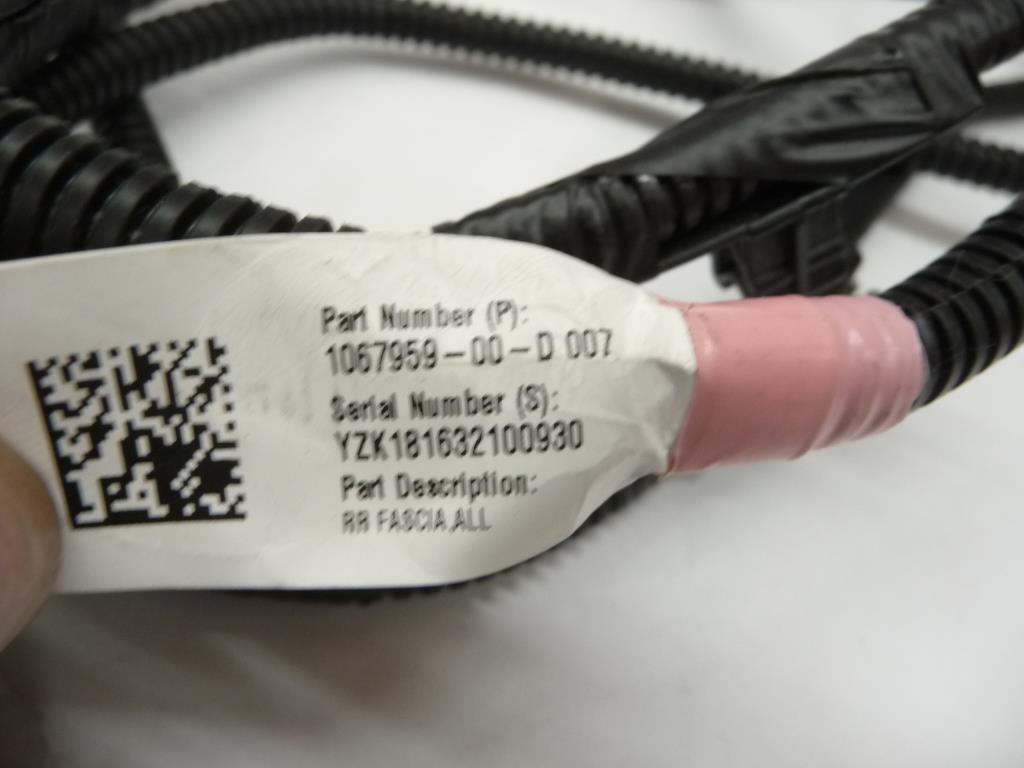 Part Number (P):
1067959-00-D 007
Serial Number (S):
YZK181632100930
Part Description:
RR FASCIA,ALL